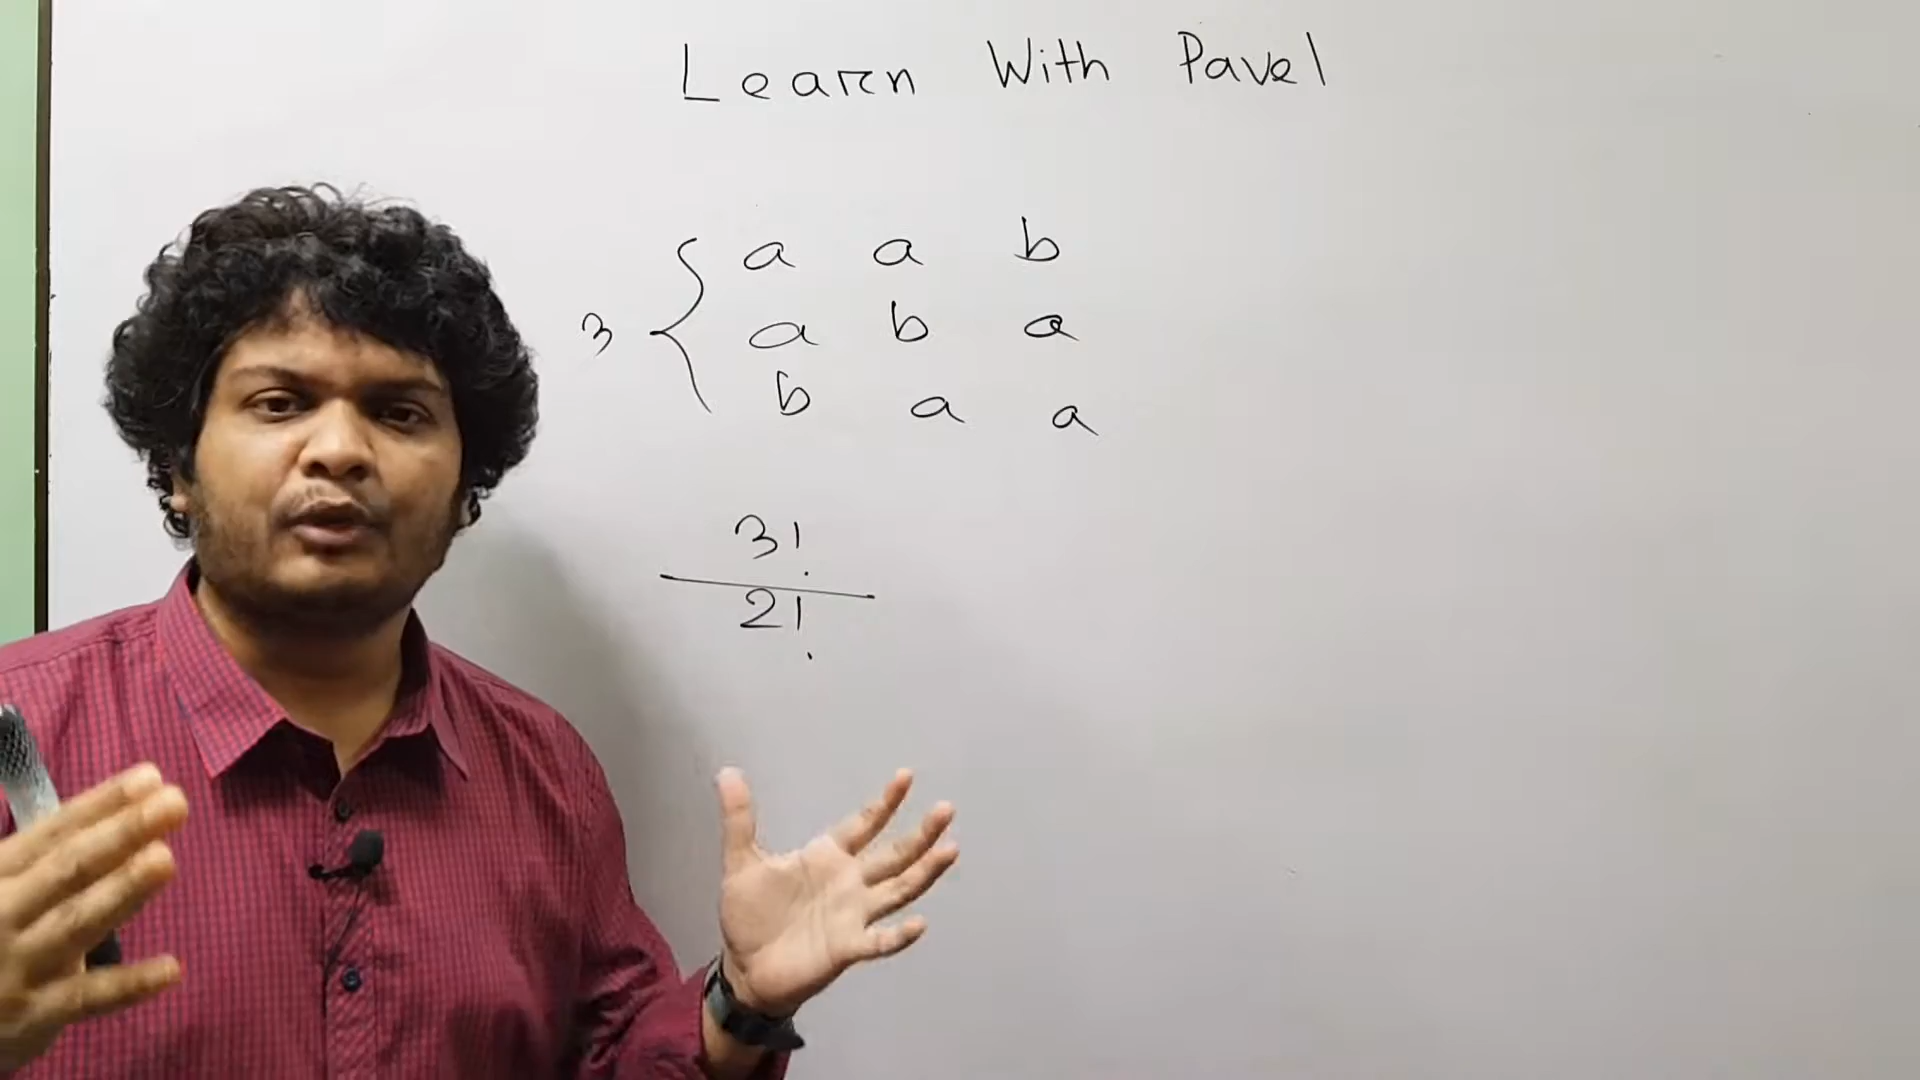 Learn With Pavel
a a b
3 { a b a
b a a
3!
2!